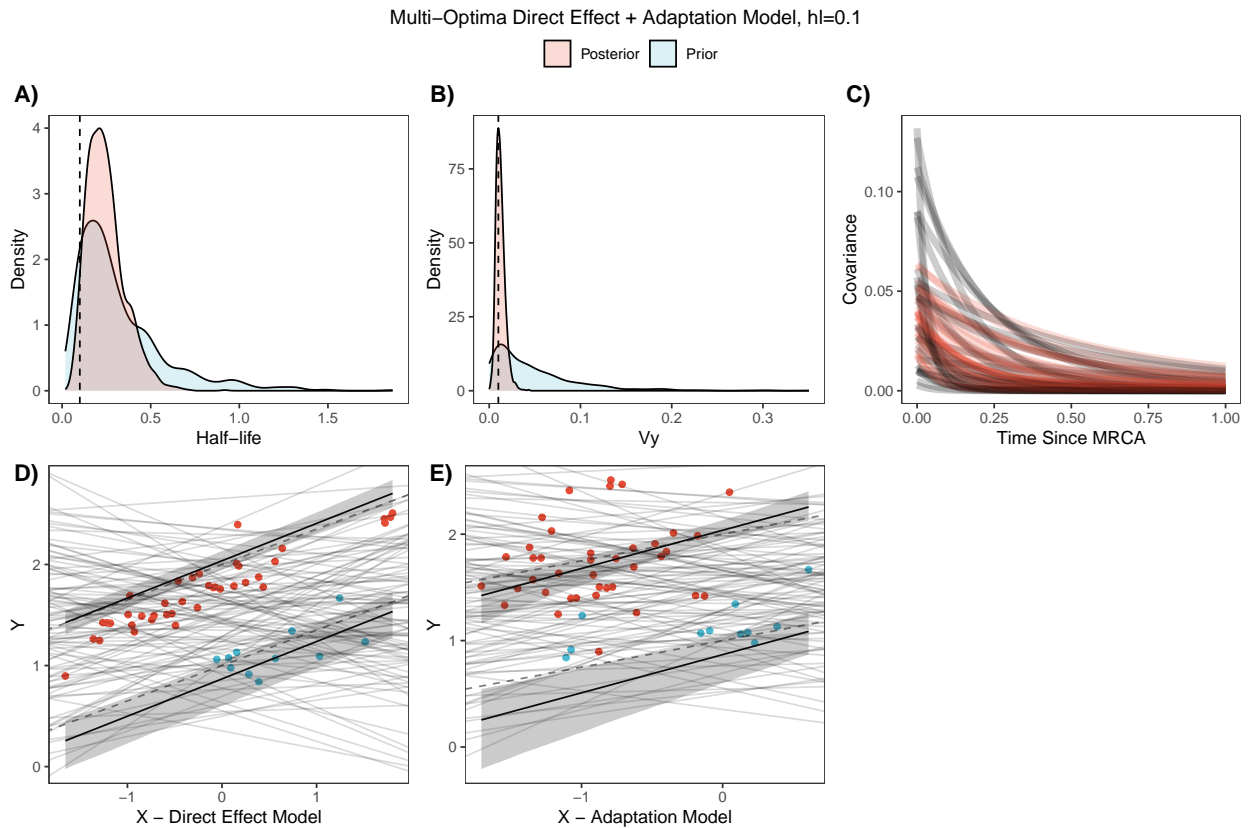 Multi−Optima Direct Effect + Adaptation Model, hl=0.1
Posterior Prior
A) B) C)
4
3
2
1
0
Density
0.0 0.5 1.0 1.5
Half−life
75
50
25
0
Density
0.0 0.1 0.2 0.3
Vy
0.10
0.05
0.00
Covariance
0.00 0.25 0.50 0.75 1.00
Time Since MRCA
D) E)
2
1
0
Y
−1 0 1
X − Direct Effect Model
2
1
0
Y
−1 0
X − Adaptation Model